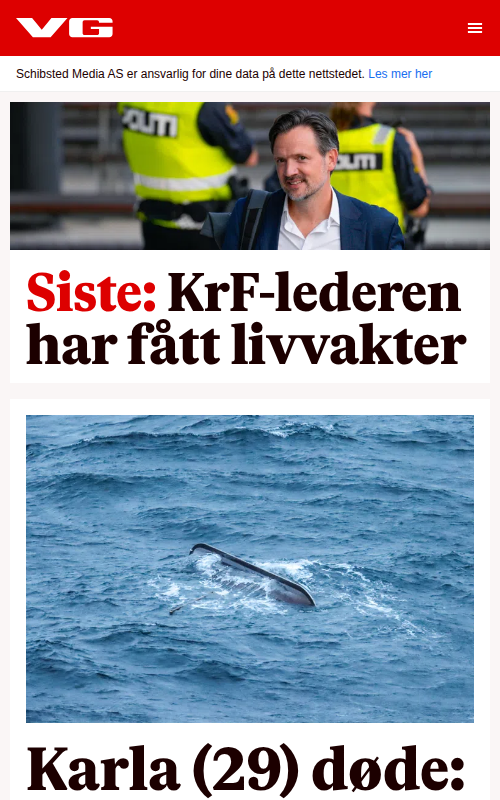 VG
Schibsted Media AS er ansvarlig for dine data på dette nettstedet. Les mer her
Siste: KrF-lederen
har fått livvakter
Karla (29) døde: